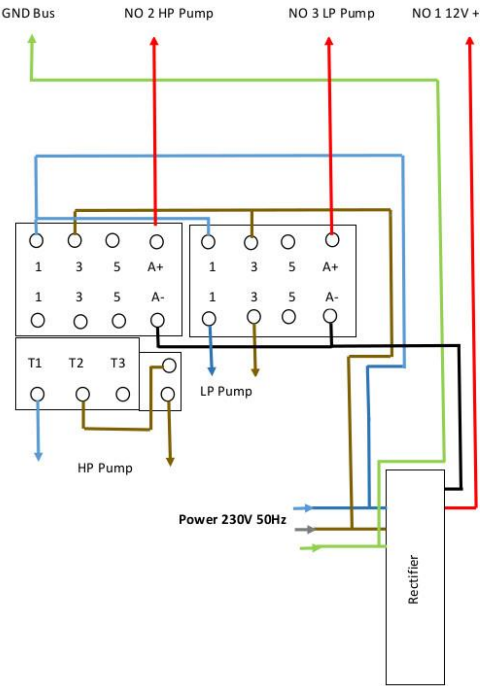 GND Bus NO 2 HP Pump NO 3 LP Pump NO 1 12V +
1 3 5 A+ 1 3 5 A+
1 3 5 A- 1 3 5 A-
T1 T2 T3
LP Pump
HP Pump
Power 230V 50Hz
Rectifier